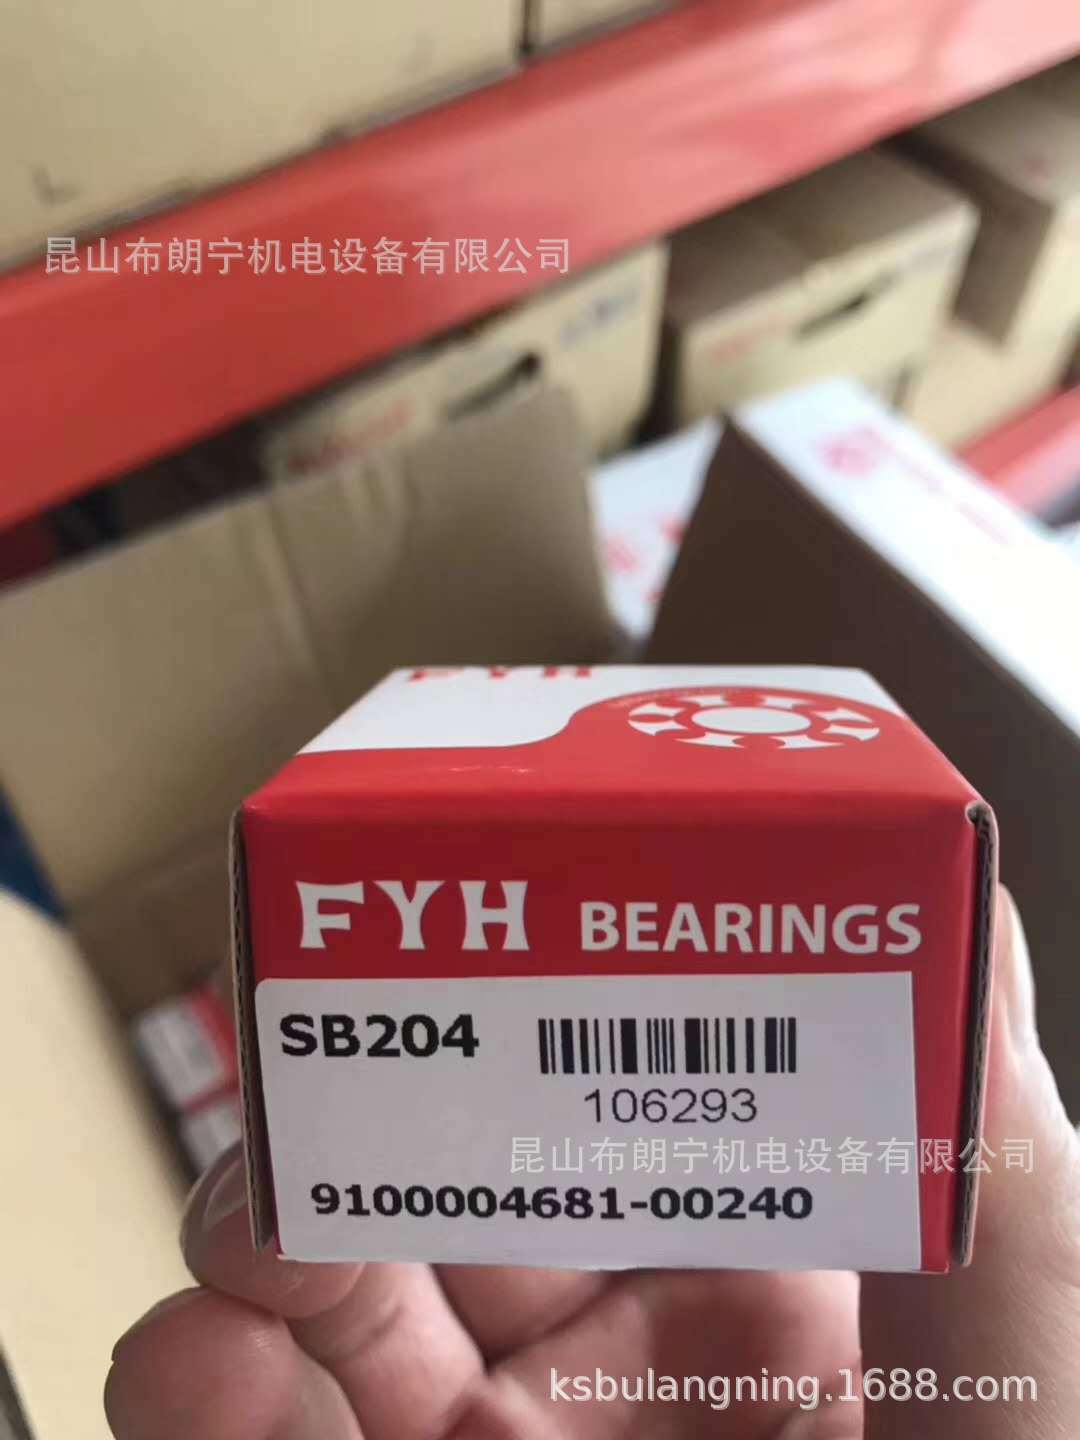 昆山布朗宁机电设备有限公司
FYH
FYH BEARINGS
SB204
106293
昆山布朗宁机电设备有限公司
9100004681-00240
ksbulangning.1688.com